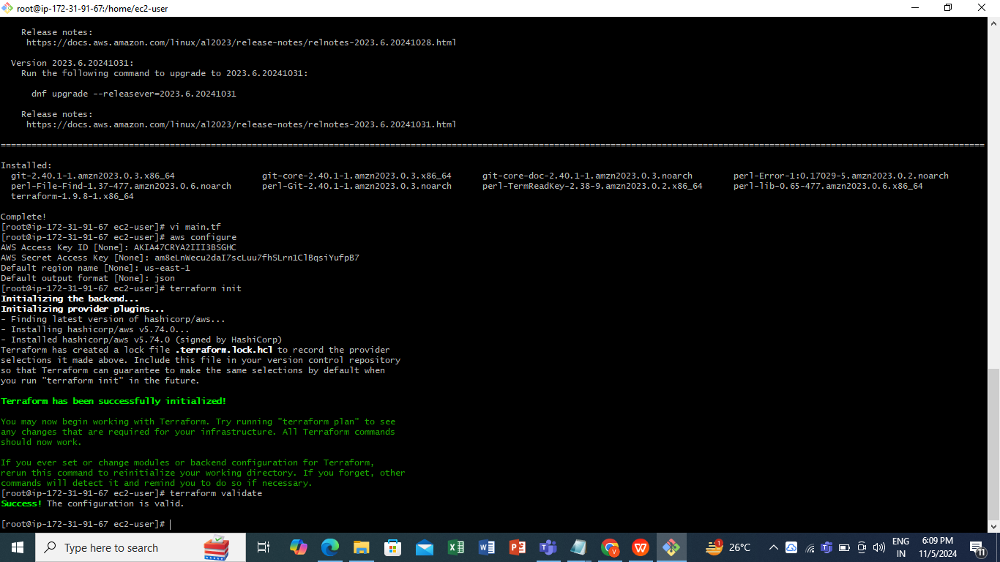 root@ip-172-31-91-67:/home/ec2-user
Release notes:
https://docs.aws.amazon.com/linux/al2023/release-notes/relnotes-2023.6.20241028.html
Version 2023.6.20241031:
Run the following command to upgrade to 2023.6.20241031:
dnf upgrade --releasever=2023.6.20241031
Release notes:
https://docs.aws.amazon.com/linux/al2023/release-notes/relnotes-2023.6.20241031.html
================================================================================================================================================================================================
Installed:
git-2.40.1-1.amzn2023.0.3.x86_64 git-core-2.40.1-1.amzn2023.0.3.x86_64 git-core-doc-2.40.1-1.amzn2023.0.3.noarch perl-Error-1:0.17029-5.amzn2023.0.2.noarch
perl-File-Find-1.37-477.amzn2023.0.6.noarch perl-Git-2.40.1-1.amzn2023.0.3.noarch perl-TermReadKey-2.38-9.amzn2023.0.2.x86_64 perl-lib-0.65-477.amzn2023.0.6.x86_64
terraform-1.9.8-1.x86_64
Complete!
[root@ip-172-31-91-67 ec2-user]# vi main.tf
[root@ip-172-31-91-67 ec2-user]# aws configure
AWS Access Key ID [None]: AKIA47CRYA2III3BSGHC
AWS Secret Access Key [None]: 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
Default region name [None]: us-east-1
Default output format [None]: json
[root@ip-172-31-91-67 ec2-user]# terraform init
Initializing the backend...
Initializing provider plugins...
- Finding latest version of hashicorp/aws...
- Installing hashicorp/aws v5.74.0...
- Installed hashicorp/aws v5.74.0 (signed by HashiCorp)
Terraform has created a lock file .terraform.lock.hcl to record the provider
selections it made above. Include this file in your version control repository
so that Terraform can guarantee to make the same selections by default when
you run "terraform init" in the future.
Terraform has been successfully initialized!
You may now begin working with Terraform. Try running "terraform plan" to see
any changes that are required for your infrastructure. All Terraform commands
should now work.
If you ever set or change modules or backend configuration for Terraform,
rerun this command to reinitialize your working directory. If you forget, other
commands will detect it and remind you to do so if necessary.
[root@ip-172-31-91-67 ec2-user]# terraform validate
Success! The configuration is valid.
[root@ip-172-31-91-67 ec2-user]#
Type here to search
26°C
ENG
IN
6:09 PM
11/5/2024
11